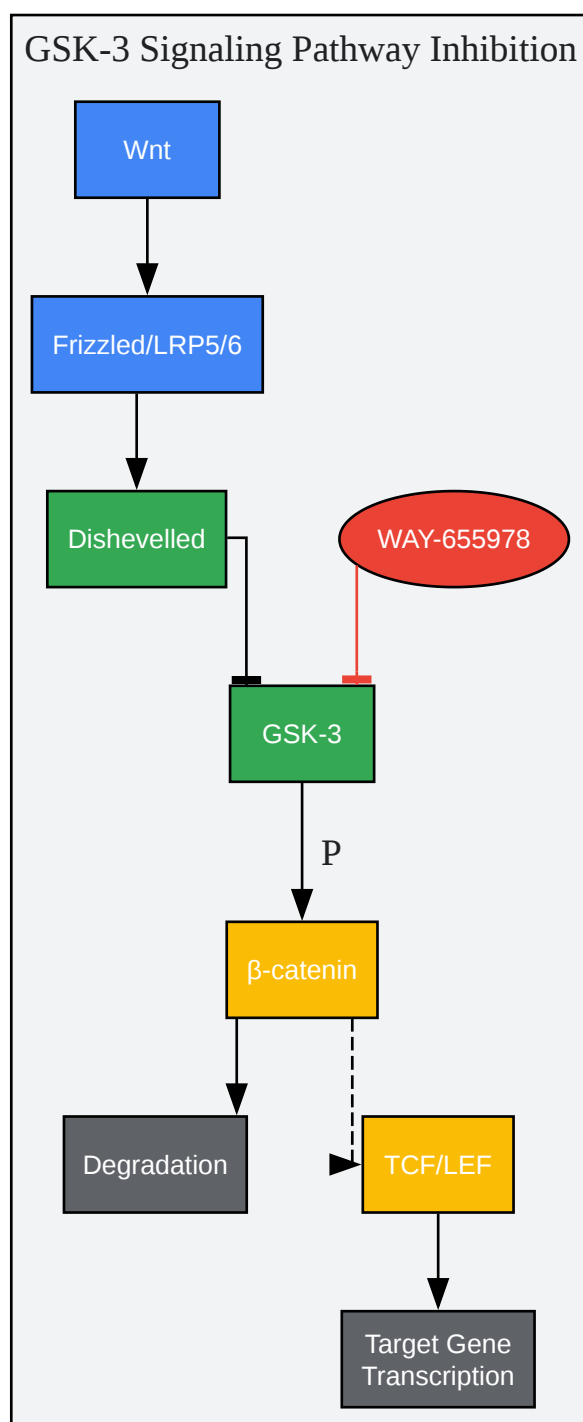 GSK-3 Signaling Pathway Inhibition
Wnt
Frizzled/LRP5/6
Dishevelled
WAY-655978
GSK-3
P
β-catenin
Degradation
TCF/LEF
Target Gene
Transcription